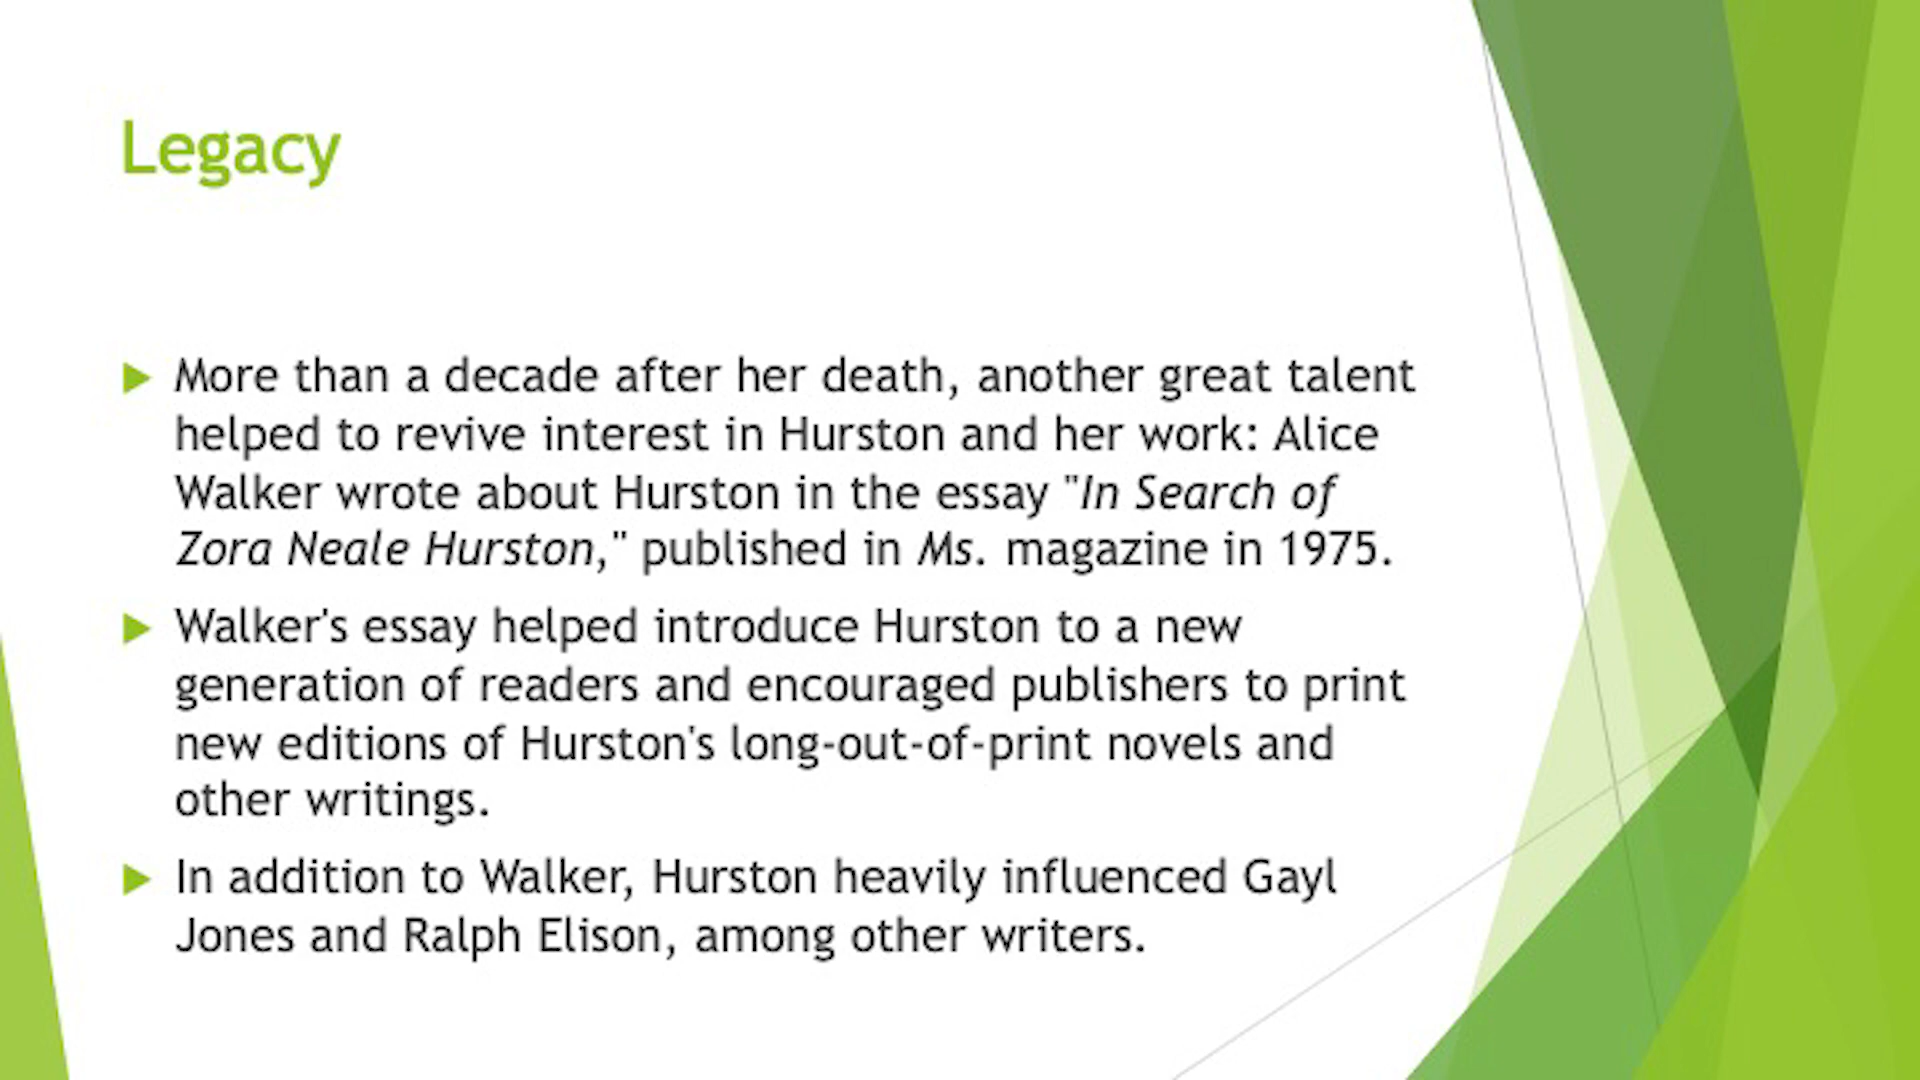 Legacy
More than a decade after her death, another great talent
helped to revive interest in Hurston and her work: Alice
Walker wrote about Hurston in the essay "In Search of
Zora Neale Hurston," published in Ms. magazine in 1975.
Walker's essay helped introduce Hurston to a new
generation of readers and encouraged publishers to print
new editions of Hurston's long-out-of-print novels and
other writings.
In addition to Walker, Hurston heavily influenced Gayl
Jones and Ralph Elison, among other writers.